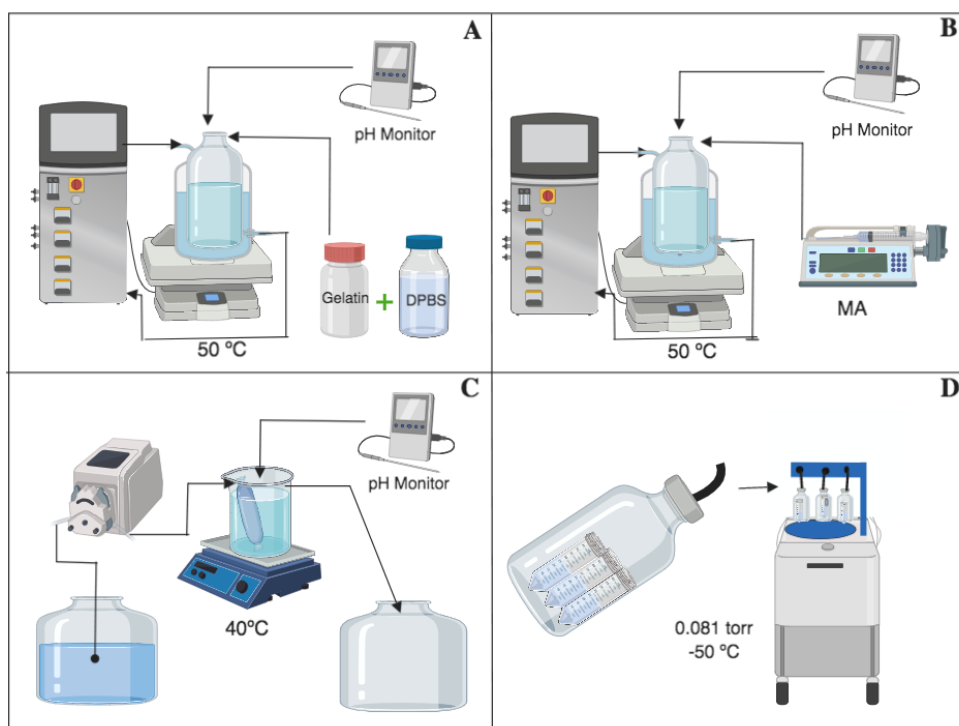 A
pH Monitor
Gelatin + DPBS
50 ºC
B
pH Monitor
MA
50 ºC
C
pH Monitor
40ºC
D
0.081 torr
-50 ºC